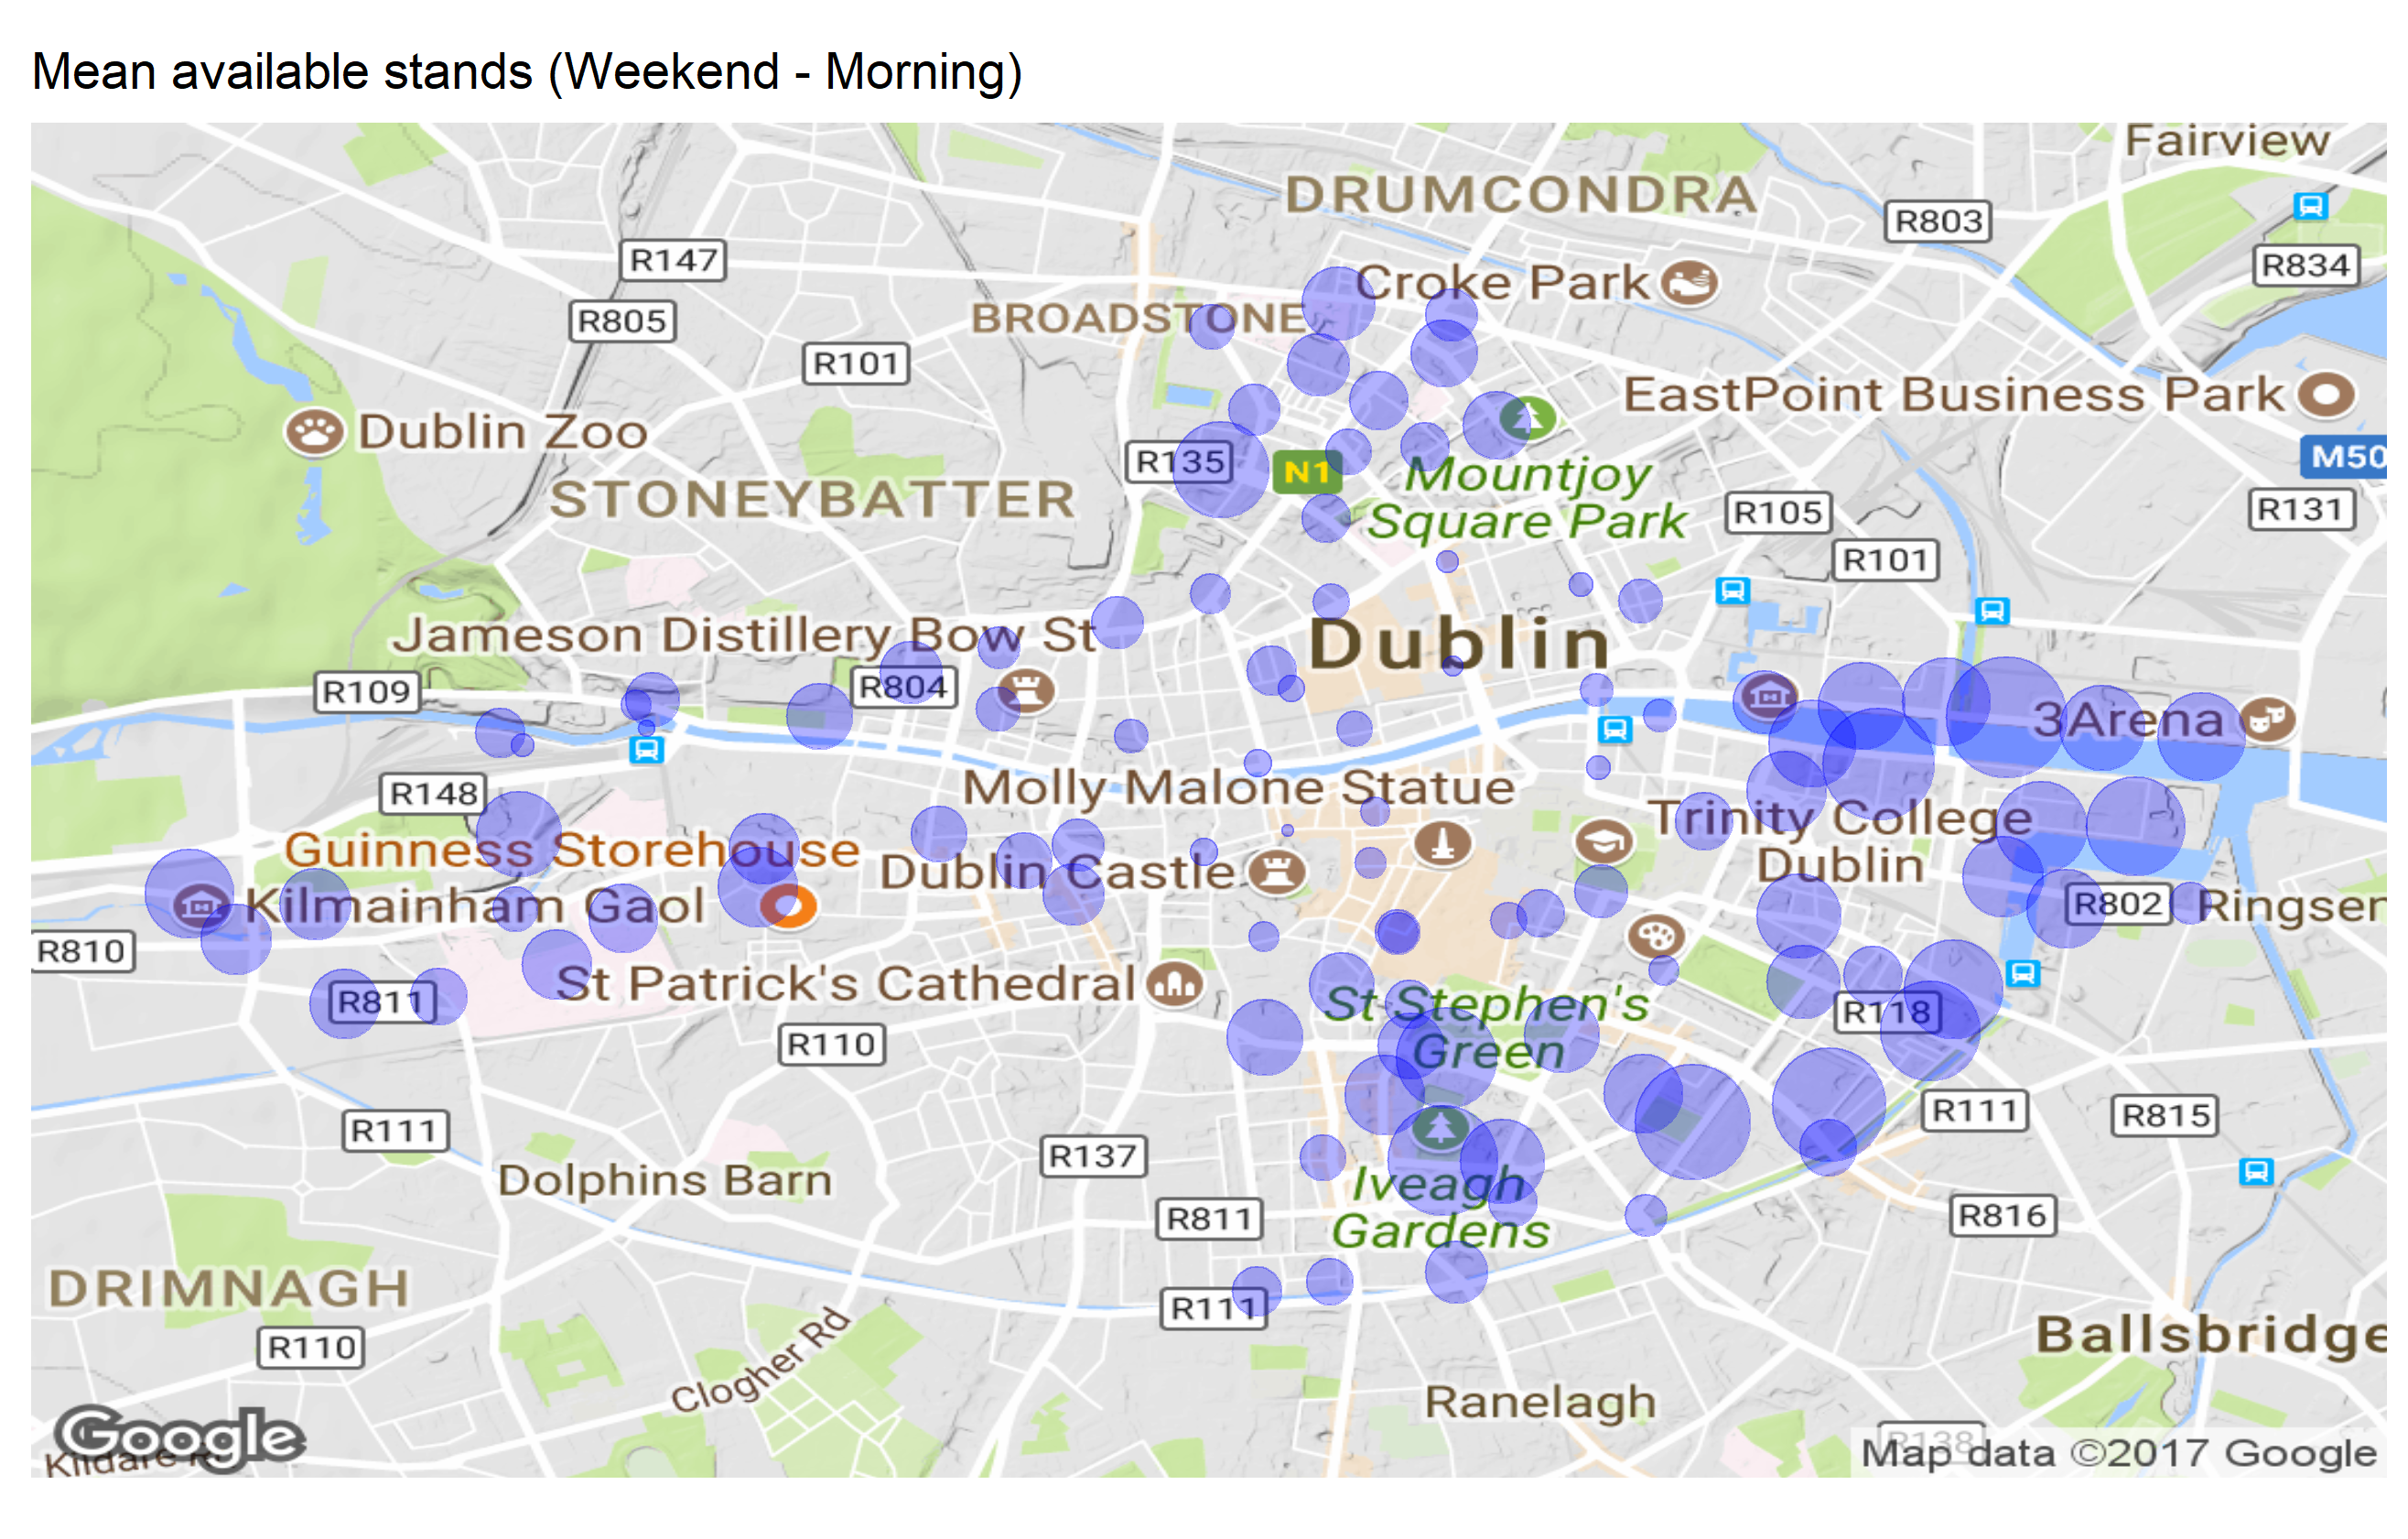 Mean available stands (Weekend - Morning)
Fairview
DRUMCONDRA
R803
R147
R834
Croke Park
BROADSTONE
R805
R101
EastPoint Business Park
Dublin Zoo
R135
N1
M50
Mountjoy
Square Park
STONEYBATTER
R105
R131
R101
Jameson Distillery Bow St
Dublin
R109
R804
3Arena
R148
Molly Malone Statue
Trinity College
Dublin
Guinness Storehouse
Dublin Castle
Kilmainham Gaol
R802
Ringsen
R810
St Patrick's Cathedral
R811
St Stephen's
Green
R118
R110
R111
R111
R815
R137
Dolphins Barn
Iveagh
Gardens
R811
R816
DRIMNAGH
R111
R110
Clogher Rd
Ballsbridge
Ranelagh
Google
Kildare R
R138
Map data ©2017 Google